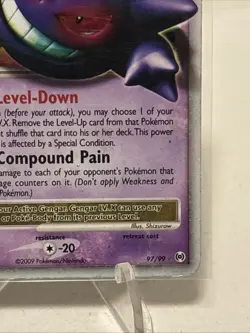 Level-Down
(before your attack), you may choose 1 of your
V.X. Remove the Level-Up card from that Pokémon
t shuffle that card into his or her deck. This power
is affected by a Special Condition.
Compound Pain
amage to each of your opponent's Pokémon that
age counters on it. (Don't apply Weakness and
our Active Gengar. Gengar LV.X can use any
or Poké-Body from its previous Level.
Illus. Shizurow
resistance retreat cost
-20 97/99
©2009 Pokémon/Nintendo